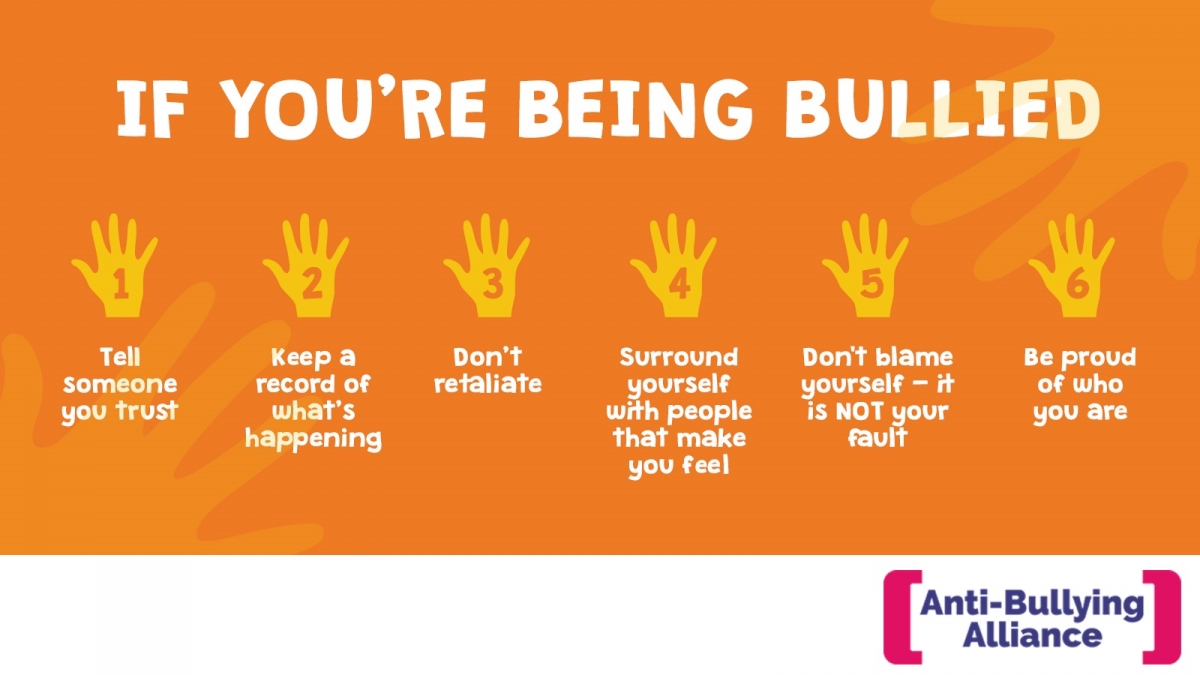 IF YOU'RE BEING BULLIED
1
Tell
someone
you trust
2
Keep a
record of
what's
happening
3
Don't
retaliate
4
Surround
yourself
with people
that make
you feel
5
Don't blame
yourself – it
is NOT your
fault
6
Be proud
of who
you are
Anti-Bullying
Alliance